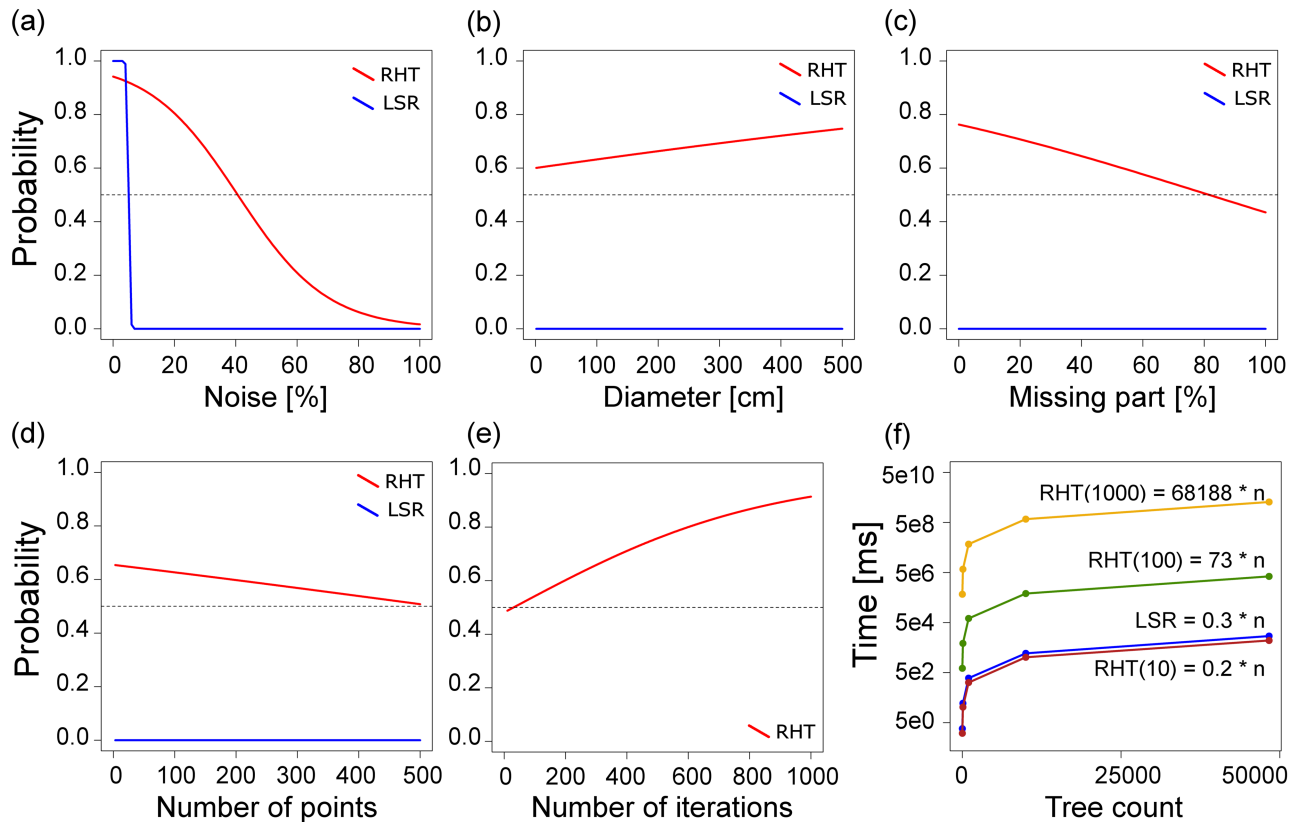 (a)
Probability
1.0
0.8
0.6
0.4
0.2
0.0
RHT
LSR
0 20 40 60 80 100
Noise [%]
(b)
1.0
0.8
0.6
0.4
0.2
0.0
RHT
LSR
0 100 200 300 400 500
Diameter [cm]
(c)
1.0
0.8
0.6
0.4
0.2
0.0
RHT
LSR
0 20 40 60 80 100
Missing part [%]
(d)
Probability
1.0
0.8
0.6
0.4
0.2
0.0
RHT
LSR
0 100 200 300 400 500
Number of points
(e)
1.0
0.8
0.6
0.4
0.2
0.0
RHT
0 200 400 600 800 1000
Number of iterations
(f)
Time [ms]
5e10
5e8
5e6
5e4
5e2
5e0
RHT(1000) = 68188 * n
RHT(100) = 73 * n
LSR = 0.3 * n
RHT(10) = 0.2 * n
0 25000 50000
Tree count